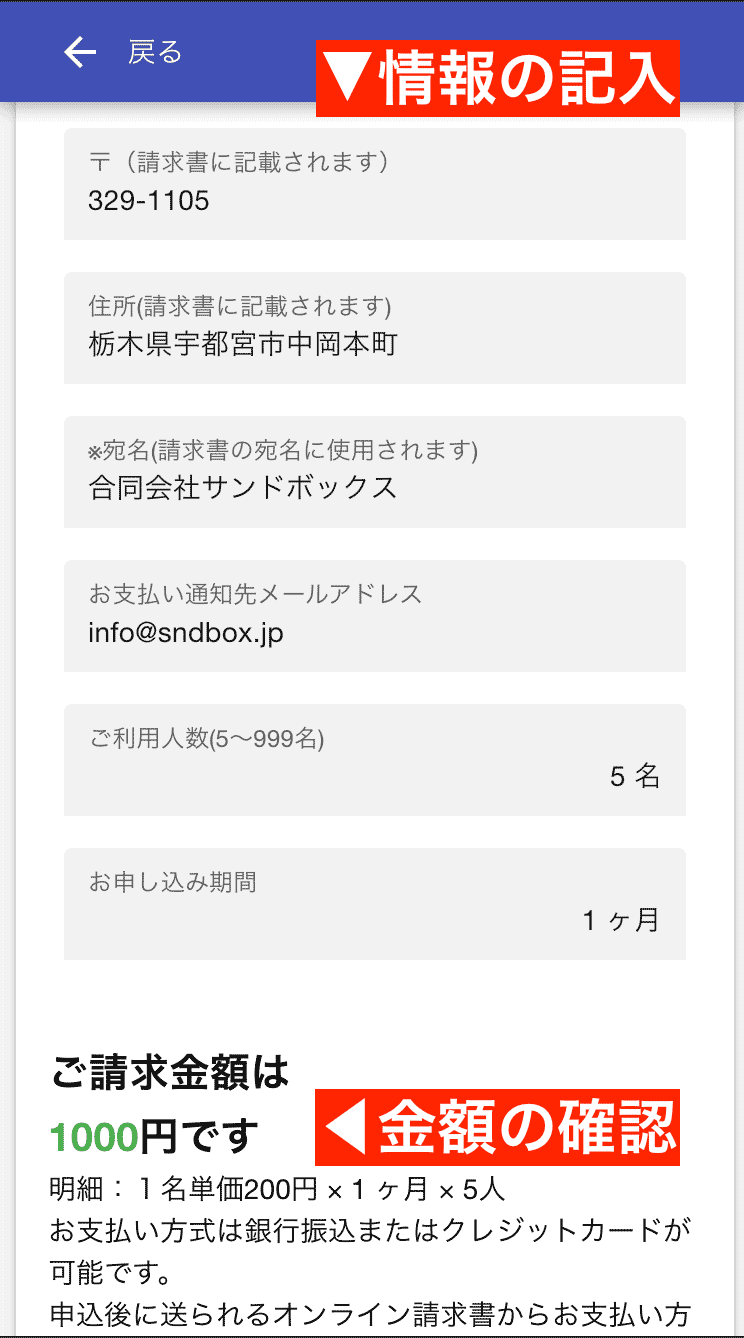 戻る
▼情報の記入
〒（請求書に記載されます）
329-1105
住所(請求書に記載されます)
栃木県宇都宮市中岡本町
※宛名(請求書の宛名に使用されます)
合同会社サンドボックス
お支払い通知先メールアドレス
info@sndbox.jp
ご利用人数(5〜999名)
5 名
お申し込み期間
1 ヶ月
ご請求金額は
1000円です
◀金額の確認
明細：１名単価200円 × 1 ヶ月 × 5人
お支払い方式は銀行振込またはクレジットカードが
可能です。
申込後に送られるオンライン請求書からお支払い方